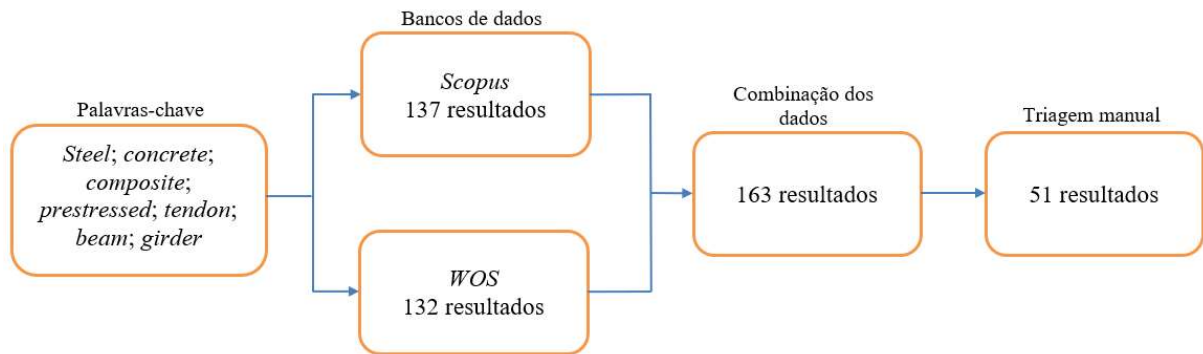 Palavras-chave
Steel; concrete;
composite;
prestressed; tendon;
beam; girder
Bancos de dados
Scopus
137 resultados
WOS
132 resultados
Combinação dos
dados
163 resultados
Triagem manual
51 resultados